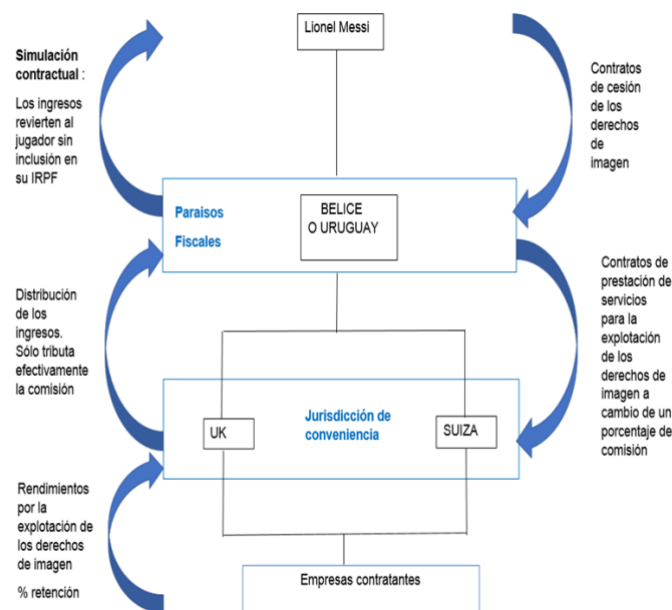 Lionel Messi
Simulación
contractual :
Los ingresos
revierten al
jugador sin
inclusión en
su IRPF
Contratos
de cesión
de los
derechos
de
imagen
Paraisos
Fiscales
BELICE
O URUGUAY
Distribución
de los
ingresos.
Sólo tributa
efectivamente
la comisión
Contratos de
prestación de
servicios
para la
explotación
de los
derechos de
imagen a
cambio de un
porcentaje de
comisión
UK
Jurisdicción de
conveniencia
SUIZA
Rendimientos
por la
explotación de
los derechos
de imagen
% retención
Empresas contratantes